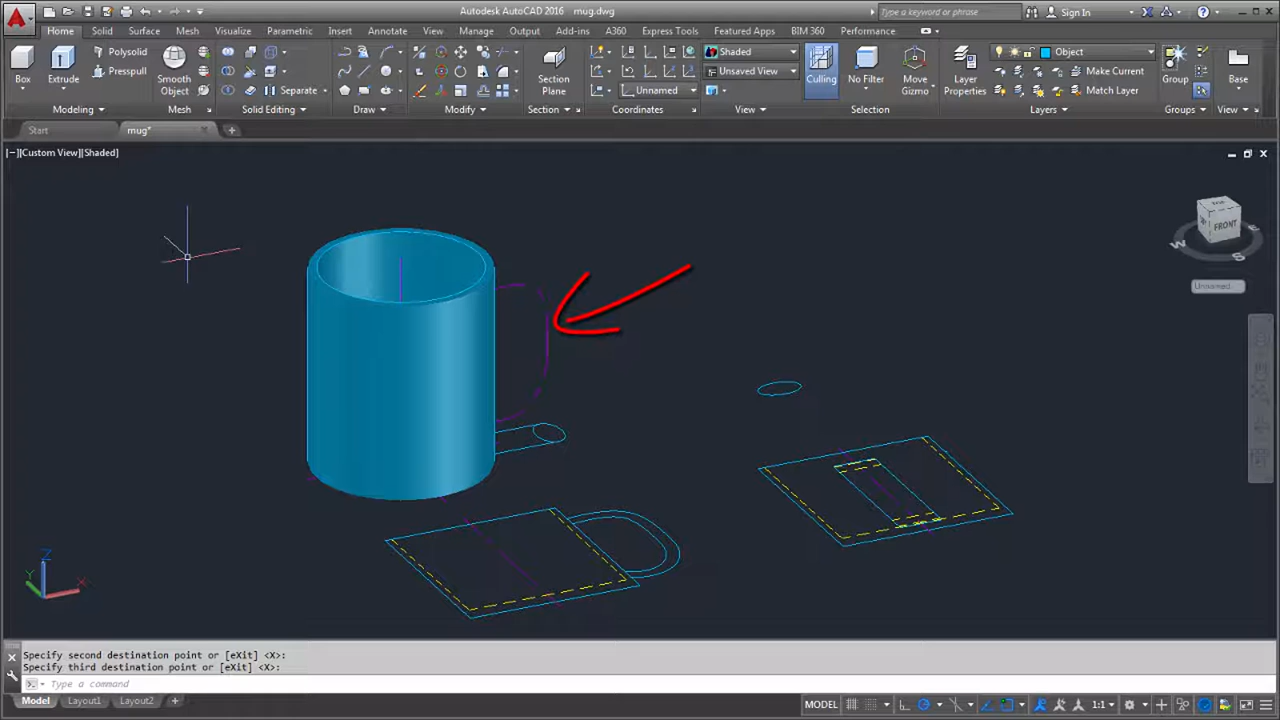 Autodesk AutoCAD 2016 mug.dwg
Type a keyword or phrase
Sign In
Home Solid Surface Mesh Visualize Parametric Insert Annotate View Manage Output Add-ins A360 Express Tools Featured Apps BIM 360 Performance
Box
Extrude
Polysolid
Presspull
Modeling
Smooth
Object
Mesh
Separate
Solid Editing
Draw
Modify
Section
Plane
Section
Unnamed
Coordinates
Shaded
Unsaved View
View
Culling
No Filter
Move
Gizmo
Selection
Layer
Properties
Object
Make Current
Match Layer
Layers
Group
Groups
Base
Start
mug*
[−][Custom View][Shaded]
TOP
FRONT
W
S
E
Unnamed
Z
Y
X
Specify second destination point or [eXit] <X>:
Specify third destination point or [eXit] <X>:
Type a command
Model Layout1 Layout2 +
MODEL
1:1